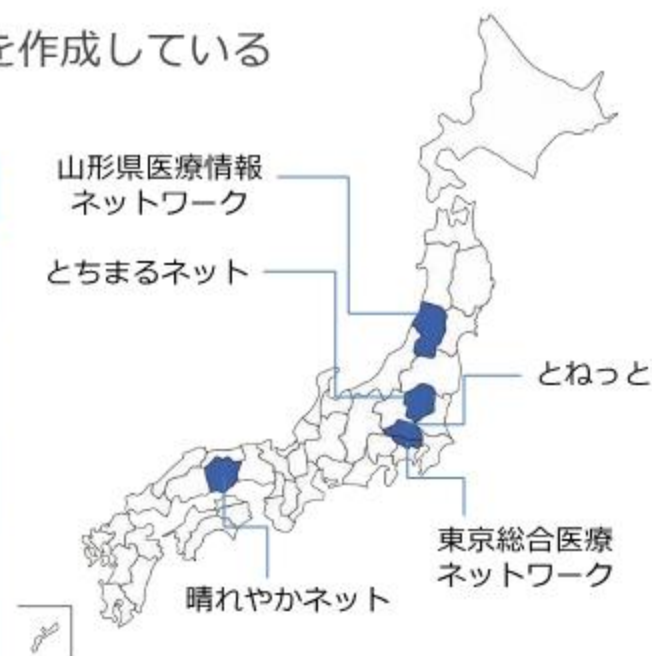 を作成している
山形県医療情報
ネットワーク
とちまるネット
とねっと
東京総合医療
ネットワーク
晴れやかネット